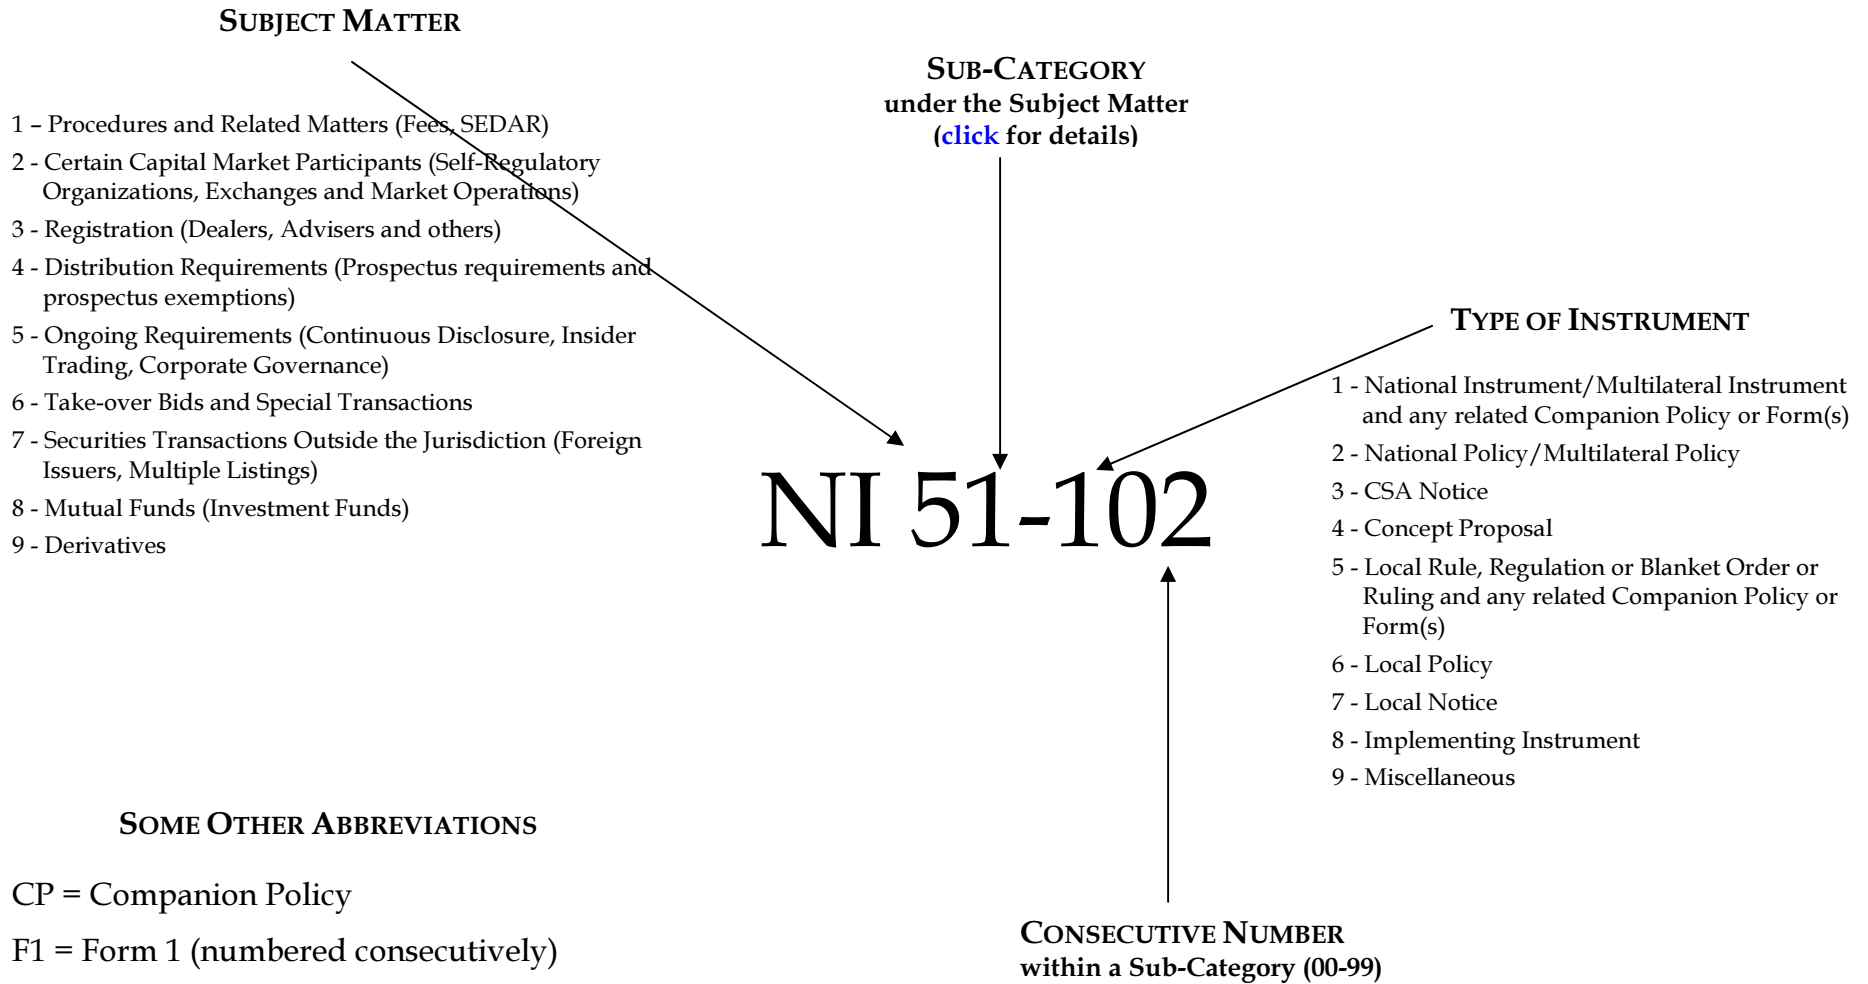 SUBJECT MATTER
1 – Procedures and Related Matters (Fees, SEDAR)
2 - Certain Capital Market Participants (Self-Regulatory
Organizations, Exchanges and Market Operations)
3 - Registration (Dealers, Advisers and others)
4 - Distribution Requirements (Prospectus requirements and
prospectus exemptions)
5 - Ongoing Requirements (Continuous Disclosure, Insider
Trading, Corporate Governance)
6 - Take-over Bids and Special Transactions
7 - Securities Transactions Outside the Jurisdiction (Foreign
Issuers, Multiple Listings)
8 - Mutual Funds (Investment Funds)
9 - Derivatives
SUB-CATEGORY
under the Subject Matter
(click for details)
NI 51-102
TYPE OF INSTRUMENT
1 - National Instrument/Multilateral Instrument
and any related Companion Policy or Form(s)
2 - National Policy/Multilateral Policy
3 - CSA Notice
4 - Concept Proposal
5 - Local Rule, Regulation or Blanket Order or
Ruling and any related Companion Policy or
Form(s)
6 - Local Policy
7 - Local Notice
8 - Implementing Instrument
9 - Miscellaneous
SOME OTHER ABBREVIATIONS
CP = Companion Policy
F1 = Form 1 (numbered consecutively)
CONSECUTIVE NUMBER
within a Sub-Category (00-99)